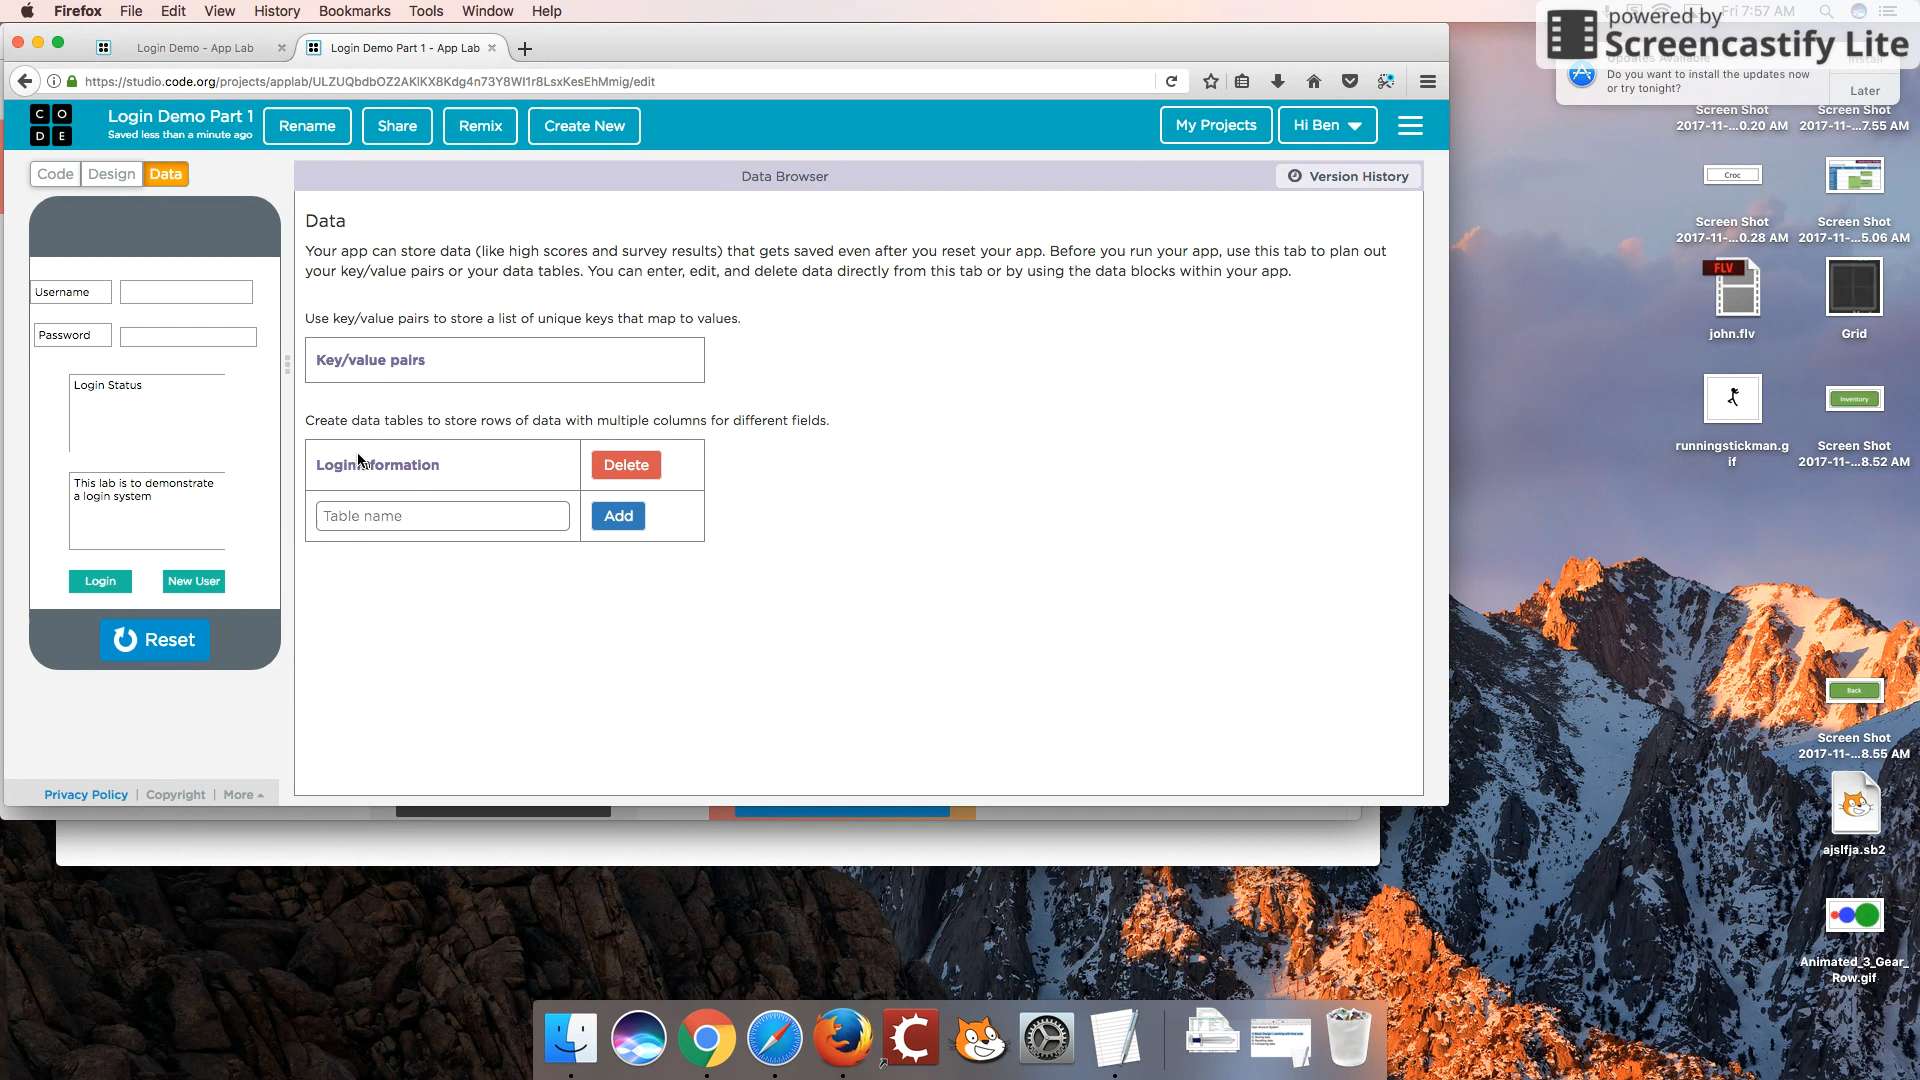 Firefox File Edit View History Bookmarks Tools Window Help
Fri 7:57 AM
powered by
Screencastify Lite
Updates Available
Do you want to install the updates now
or try tonight?
Install
Later
Login Demo - App Lab
Login Demo Part 1 - App Lab
https://studio.code.org/projects/applab/ULZUQbdbOZ2AKlKX8Kdg4n73Y8WI1r8LsxKesEhMmig/edit
C O
D E
Login Demo Part 1
Saved less than a minute ago
Rename
Share
Remix
Create New
My Projects
Hi Ben
Code
Design
Data
Data Browser
Version History
Username
Password
Login Status
This lab is to demonstrate
a login system
Login
New User
Reset
Data
Your app can store data (like high scores and survey results) that gets saved even after you reset your app. Before you run your app, use this tab to plan out
your key/value pairs or your data tables. You can enter, edit, and delete data directly from this tab or by using the data blocks within your app.
Use key/value pairs to store a list of unique keys that map to values.
Key/value pairs
Create data tables to store rows of data with multiple columns for different fields.
Delete
Table name
Add
Privacy Policy | Copyright | More
Screen Shot
2017-11-...0.20 AM
Screen Shot
2017-11-...7.55 AM
Croc
Screen Shot
2017-11-...0.28 AM
Screen Shot
2017-11-...5.06 AM
FLV
john.flv
Grid
runningstickman.g
if
Inventory
Screen Shot
2017-11-...8.52 AM
Back
Screen Shot
2017-11-...8.55 AM
ajslfja.sb2
Animated_3_Gear_
Row.gif